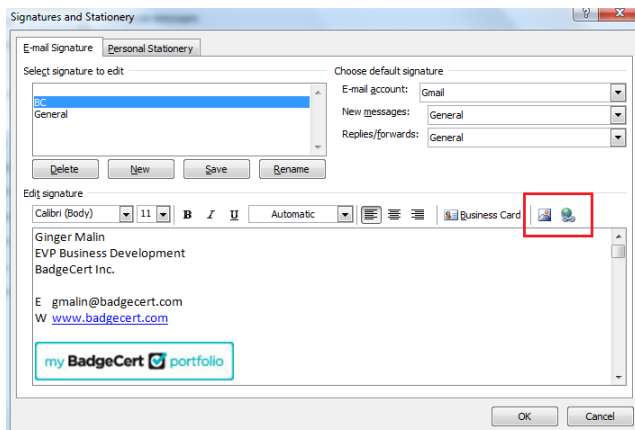 Signatures and Stationery
E-mail Signature Personal Stationery
Select signature to edit
Choose default signature
BC
General
E-mail account: Gmail
New messages: General
Replies/forwards: General
Delete New Save Rename
Edit signature
Calibri (Body) 11 B I U Automatic Business Card
Ginger Malin
EVP Business Development
BadgeCert Inc.
E gmalin@badgecert.com
W www.badgecert.com
my BadgeCert portfolio
OK Cancel